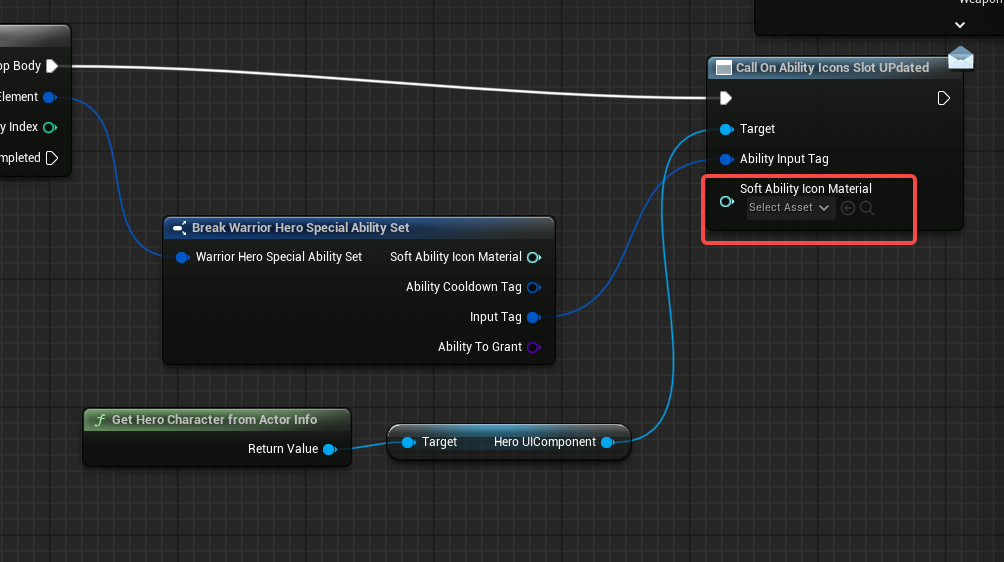 op Body
Element
y Index
mpleted
Call On Ability Icons Slot UPdated
Target
Ability Input Tag
Soft Ability Icon Material
Select Asset
Break Warrior Hero Special Ability Set
Warrior Hero Special Ability Set
Soft Ability Icon Material
Ability Cooldown Tag
Input Tag
Ability To Grant
f Get Hero Character from Actor Info
Return Value
Target
Hero UIComponent